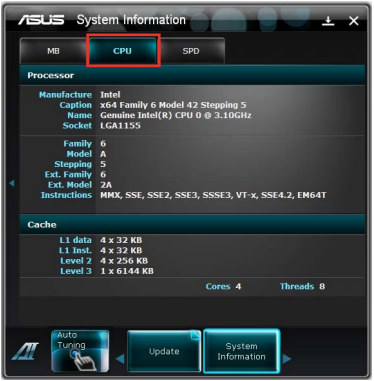 ASUS System Information
MB CPU SPD
Processor
Manufacture Intel
Caption x64 Family 6 Model 42 Stepping 5
Name Genuine Intel(R) CPU 0 @ 3.10GHz
Socket LGA1155
Family 6
Model A
Stepping 5
Ext. Family 6
Ext. Model 2A
Instructions MMX, SSE, SSE2, SSE3, SSSE3, VT-x, SSE4.2, EM64T
Cache
L1 data 4 x 32 KB
L1 Inst. 4 x 32 KB
Level 2 4 x 256 KB
Level 3 1 x 6144 KB
Cores 4 Threads 8
Auto
Tuning
Update
System
Information